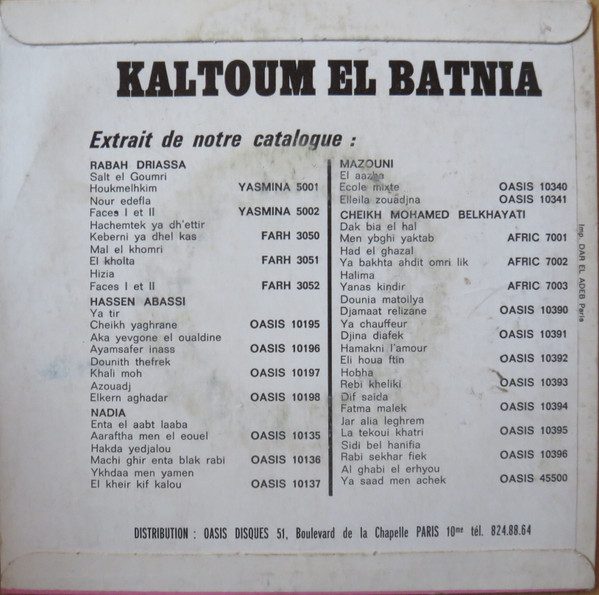 KALTOUM EL BATNIA
Extrait de notre catalogue :
RABAH DRIASSA
Salt el Goumri
Houkmelhkim YASMINA 5001
Nour edefla
Faces I et II YASMINA 5002
Hachemtek ya dh'ettir
Keberni ya dhel kas FARH 3050
Mal el khomri
El kholta FARH 3051
Hizia
Faces I et II FARH 3052
HASSEN ABASSI
Ya tir
Cheikh yaghrane OASIS 10195
Aka yevgone el oualdine
Ayamsafer inass OASIS 10196
Dounith thefrek
Khali moh OASIS 10197
Azouadj
Elkern aghadar OASIS 10198
NADIA
Enta el aabt laaba
Aaraftha men el eouel OASIS 10135
Hakda yedjalou
Machi ghir enta blak rabi OASIS 10136
Ykhdaa men yamen
El kheir kif kalou OASIS 10137
MAZOUNI
El aazba
Ecole mixte OASIS 10340
Elleila zouādjna OASIS 10341
CHEIKH MOHAMED BELKHAYATI
Dak bia el hal
Men ybghi yaktab AFRIC 7001
Had el ghazal
Ya bakhta ahdit omri lik AFRIC 7002
Halima
Yanas kindir AFRIC 7003
Dounia matoilya
Djamaat relizane OASIS 10390
Ya chauffeur
Djina diafek OASIS 10391
Hamakni l'amour
Eli houa ftin OASIS 10392
Hobha
Rebi kheliki OASIS 10393
Dif saïda
Fatma malek OASIS 10394
Jar alia leghrem
La tekoui khatri OASIS 10395
Sidi bel hanifia
Rabi sekhar fiek OASIS 10396
Al ghabi el erhyou
Ya saad men achek OASIS 45500
Imp. DAR EL ADEB Paris
DISTRIBUTION : OASIS DISQUES 51, Boulevard de la Chapelle PARIS 10me tél. 824.88.64